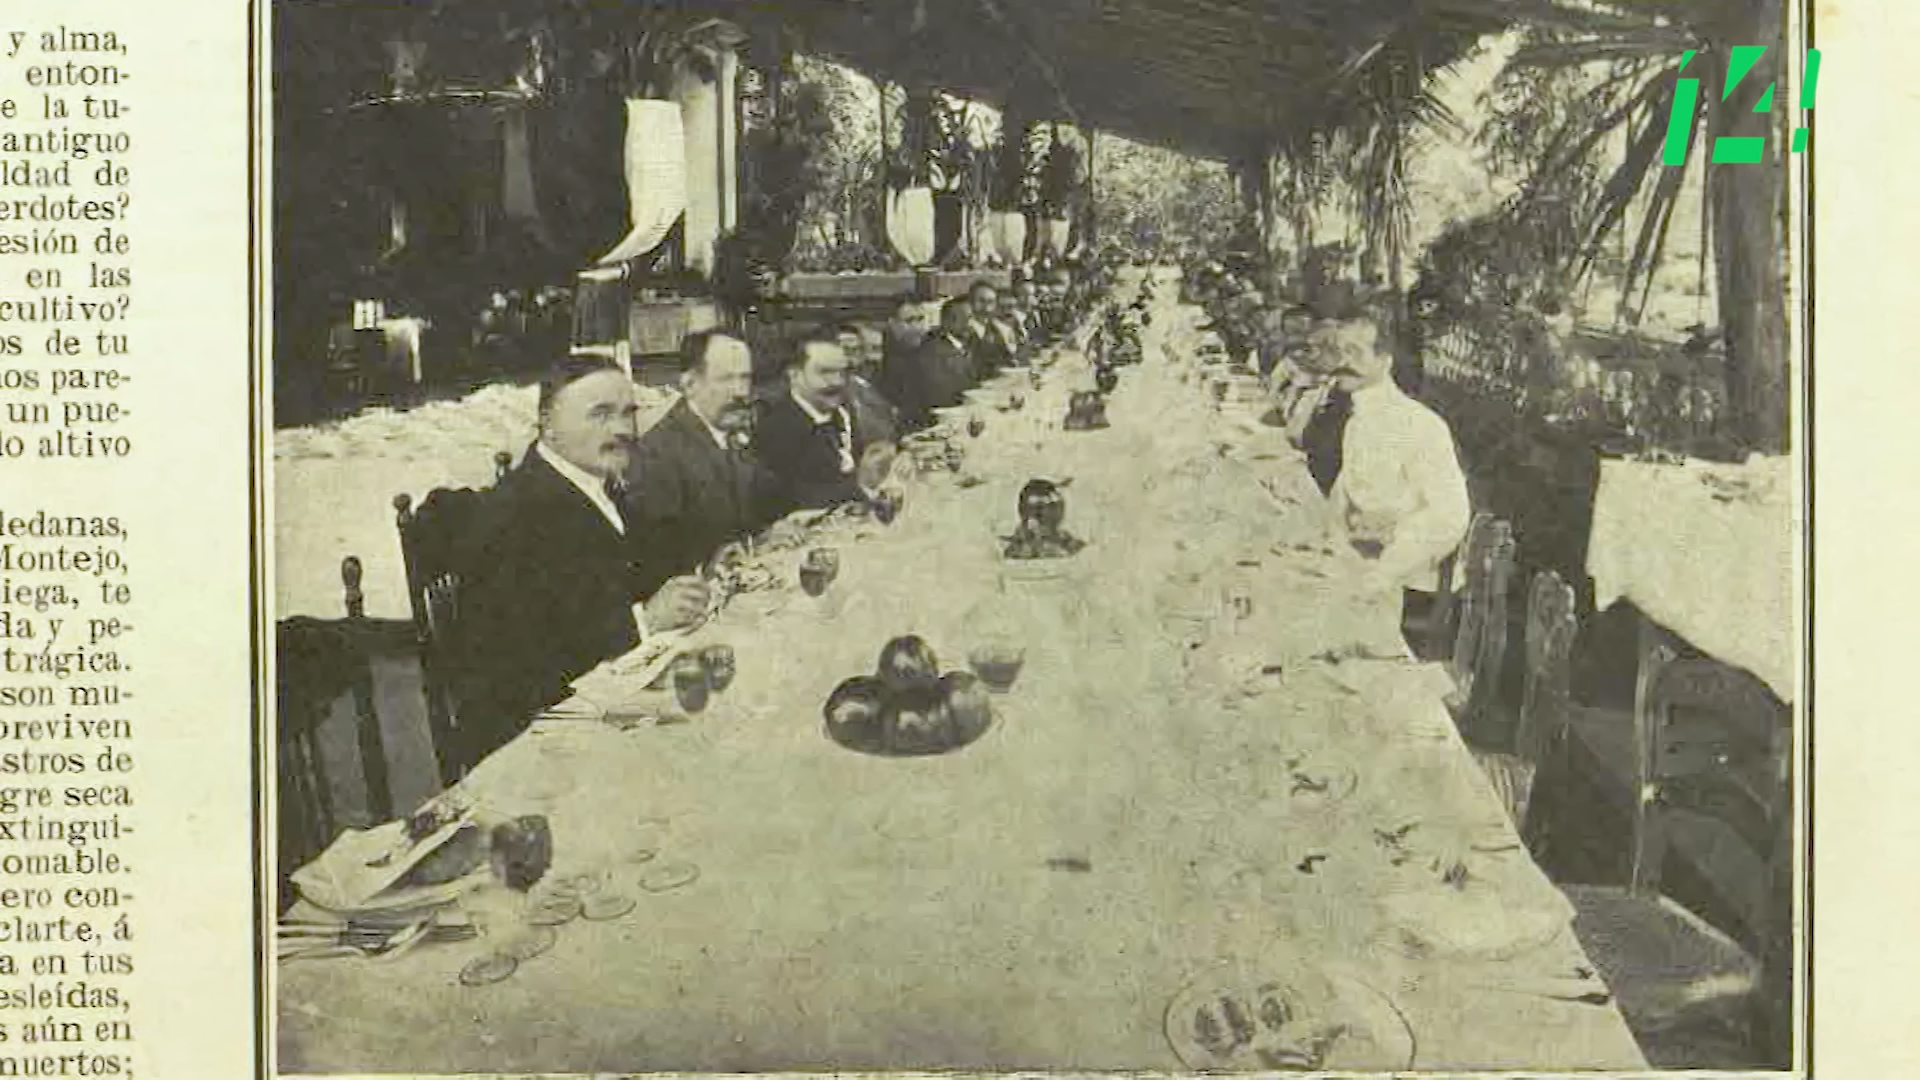 y alma,
enton-
e la tu-
antiguo
ldad de
erdotes?
esión de
en las
cultivo?
os de tu
nos pare-
un pue-
lo altivo
ledanas,
Montejo,
iega, te
da y pe-
trágica.
son mu-
breviven
stros de
gre seca
xtingui-
omable.
ero con-
clarte, á
a en tus
esleídas,
s aún en
muertos;
¡4!